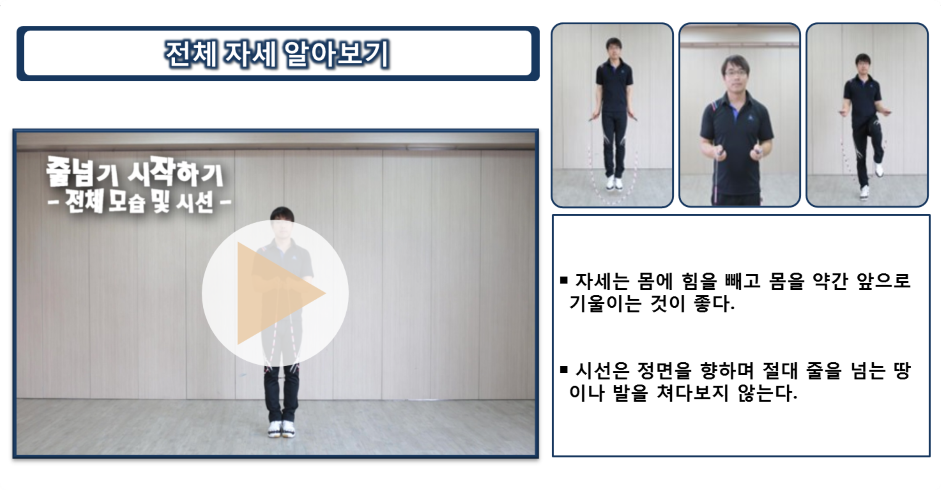 전체 자세 알아보기
줄넘기 시작하기
- 전체 모습 및 시선 -
▪ 자세는 몸에 힘을 빼고 몸을 약간 앞으로
기울이는 것이 좋다.
▪ 시선은 정면을 향하며 절대 줄을 넘는 땅
이나 발을 쳐다보지 않는다.